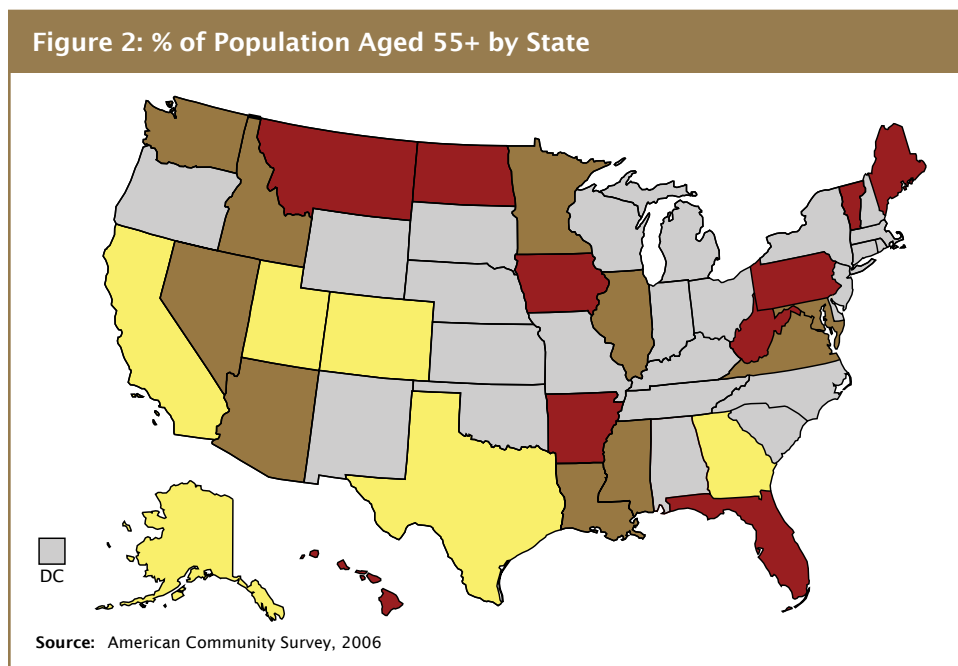 Figure 2: % of Population Aged 55+ by State
DC
Source: American Community Survey, 2006